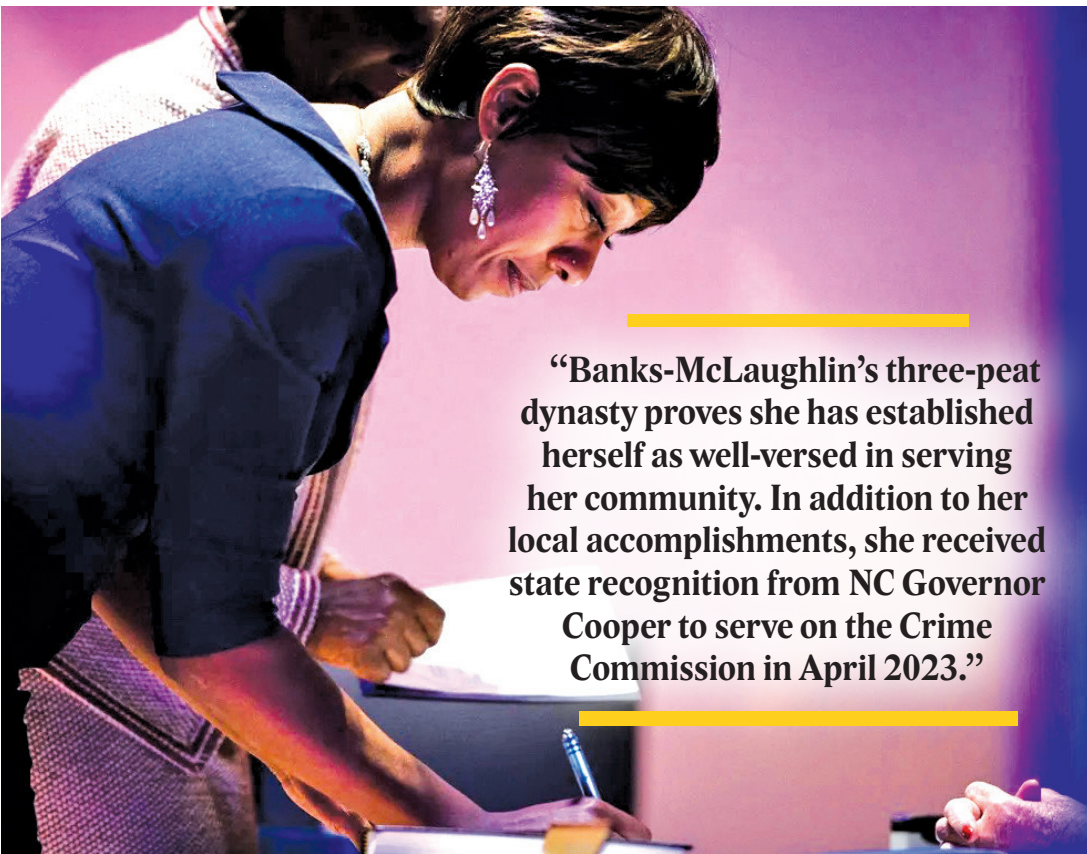 “Banks-McLaughlin’s three-peat
dynasty proves she has established
herself as well-versed in serving
her community. In addition to her
local accomplishments, she received
state recognition from NC Governor
Cooper to serve on the Crime
Commission in April 2023.”